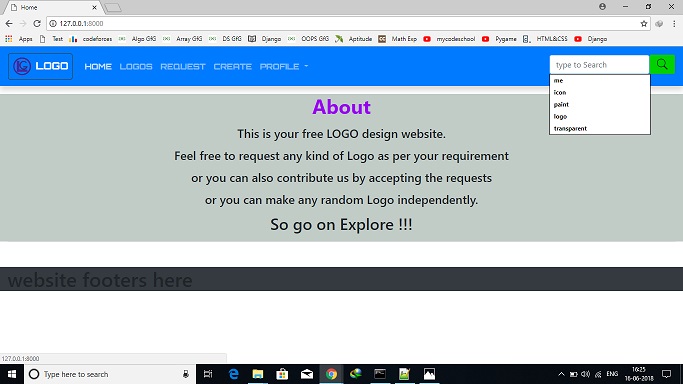 Home
127.0.0.1:8000
Apps Test codeforces Algo GfG Array GfG DS GfG Django OOPS GfG Aptitude Math Exp mycodeschool Pygame HTML&CSS Django
LOGO HOME LOGOS REQUEST CREATE PROFILE type to Search
me
icon
paint
logo
transparent
About
This is your free LOGO design website.
Feel free to request any kind of Logo as per your requirement
or you can also contribute us by accepting the requests
or you can make any random Logo independently.
So go on Explore !!!
website footers here
127.0.0.1:8000
Type here to search
ENG
16:25
16-06-2018